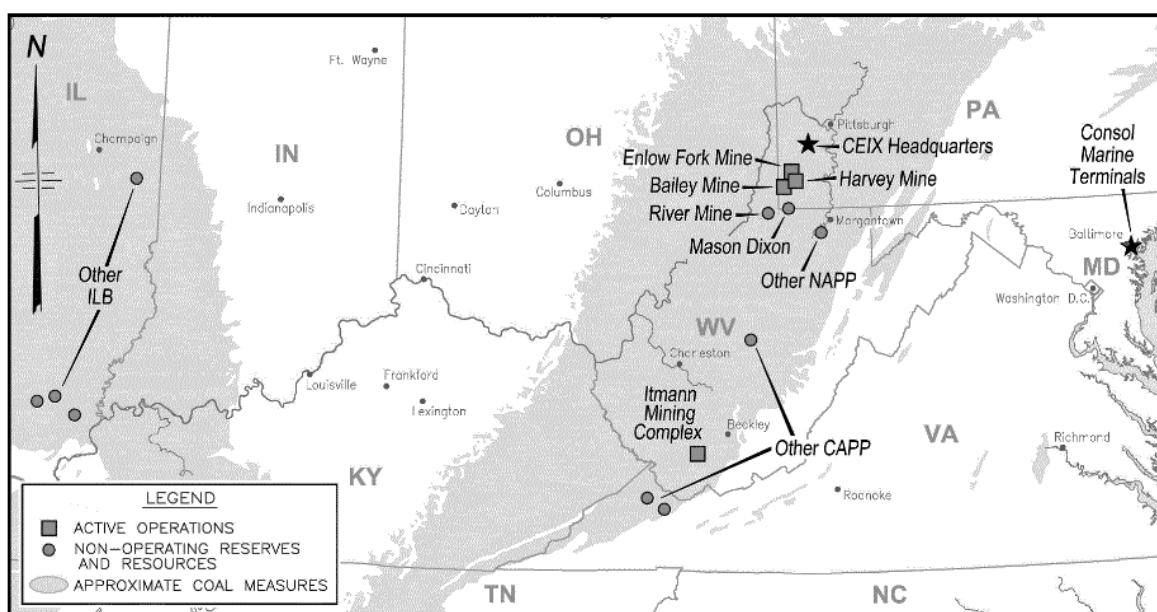 N
IL
Champaign
Ft. Wayne
IN
Indianapolis
OH
Dayton
Columbus
Cincinnati
Other
ILB
Louisville
Frankford
Lexington
KY
PA
Pittsburgh
CEIX Headquarters
Enlow Fork Mine
Bailey Mine
Harvey Mine
River Mine
Mason Dixon
Morgantown
Other NAPP
Consol
Marine
Terminals
Baltimore
MD
Washington D.C.
WV
Charleston
Itmann
Mining
Complex
Beckley
Other CAPP
VA
Richmond
Roanoke
TN
NC
LEGEND
ACTIVE OPERATIONS
NON-OPERATING RESERVES
AND RESOURCES
APPROXIMATE COAL MEASURES